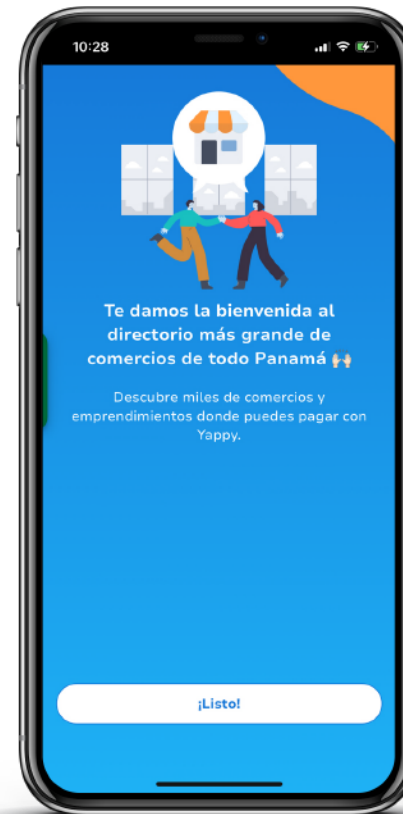 10:28
Te damos la bienvenida al
directorio más grande de
comercios de todo Panamá 🙌🏻
Descubre miles de comercios y
emprendimientos donde puedes pagar con
Yappy.
¡Listo!